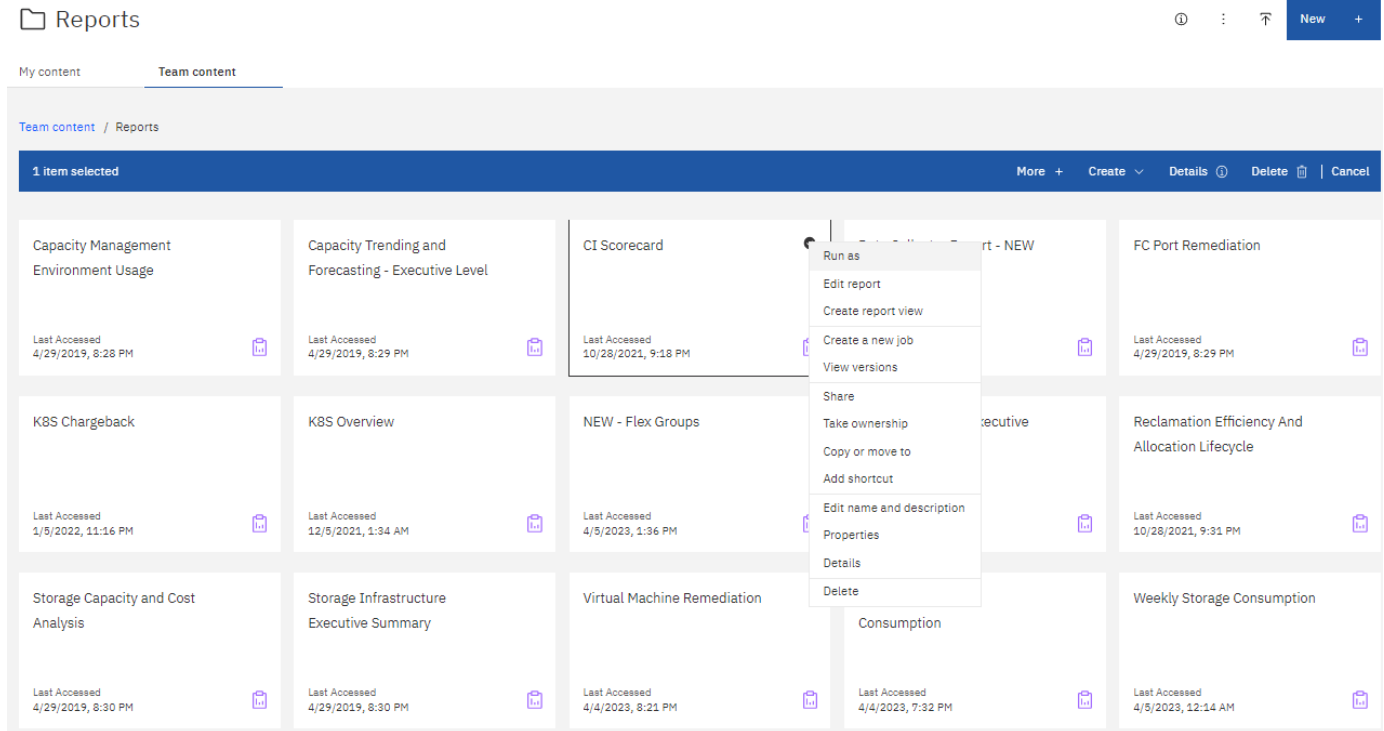 Reports
New +
My content
Team content
Team content / Reports
1 item selected
More +
Create
Details
Delete
Cancel
Capacity Management
Environment Usage
Last Accessed
4/29/2019, 8:28 PM
Capacity Trending and
Forecasting - Executive Level
Last Accessed
4/29/2019, 8:29 PM
CI Scorecard
Last Accessed
10/28/2021, 9:18 PM
rt - NEW
FC Port Remediation
Last Accessed
4/29/2019, 8:29 PM
Run as
Edit report
Create report view
Create a new job
View versions
Share
Take ownership
Copy or move to
Add shortcut
Edit name and description
Properties
Details
Delete
K8S Chargeback
Last Accessed
1/5/2022, 11:16 PM
K8S Overview
Last Accessed
12/5/2021, 1:34 AM
NEW - Flex Groups
Last Accessed
4/5/2023, 1:36 PM
ecutive
Reclamation Efficiency And
Allocation Lifecycle
Last Accessed
10/28/2021, 9:31 PM
Storage Capacity and Cost
Analysis
Last Accessed
4/29/2019, 8:30 PM
Storage Infrastructure
Executive Summary
Last Accessed
4/29/2019, 8:30 PM
Virtual Machine Remediation
Last Accessed
4/4/2023, 8:21 PM
Consumption
Last Accessed
4/4/2023, 7:32 PM
Weekly Storage Consumption
Last Accessed
4/5/2023, 12:14 AM